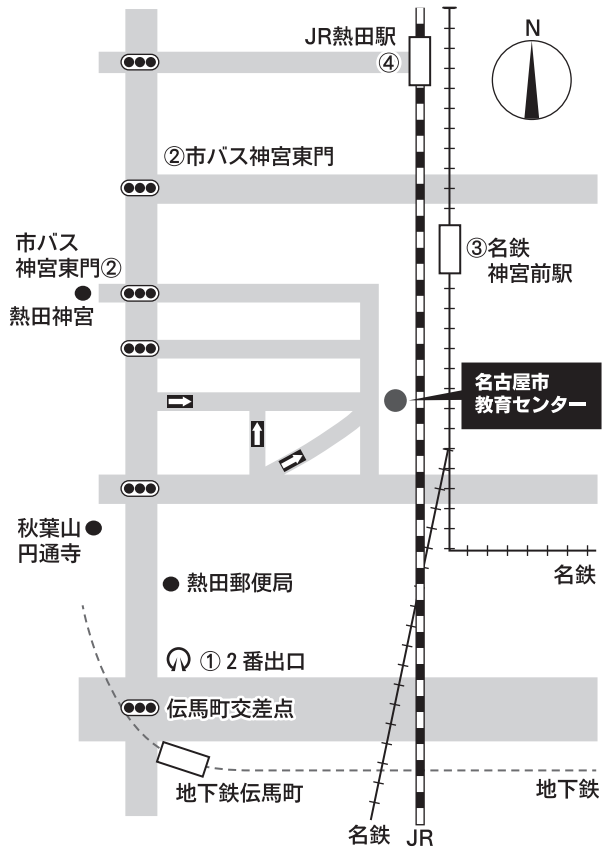 JR熱田駅
④
N
②市バス神宮東門
市バス
神宮東門②
③名鉄
神宮前駅
熱田神宮
名古屋市
教育センター
秋葉山
円通寺
名鉄
熱田郵便局
①2番出口
伝馬町交差点
地下鉄伝馬町
地下鉄
名鉄
JR